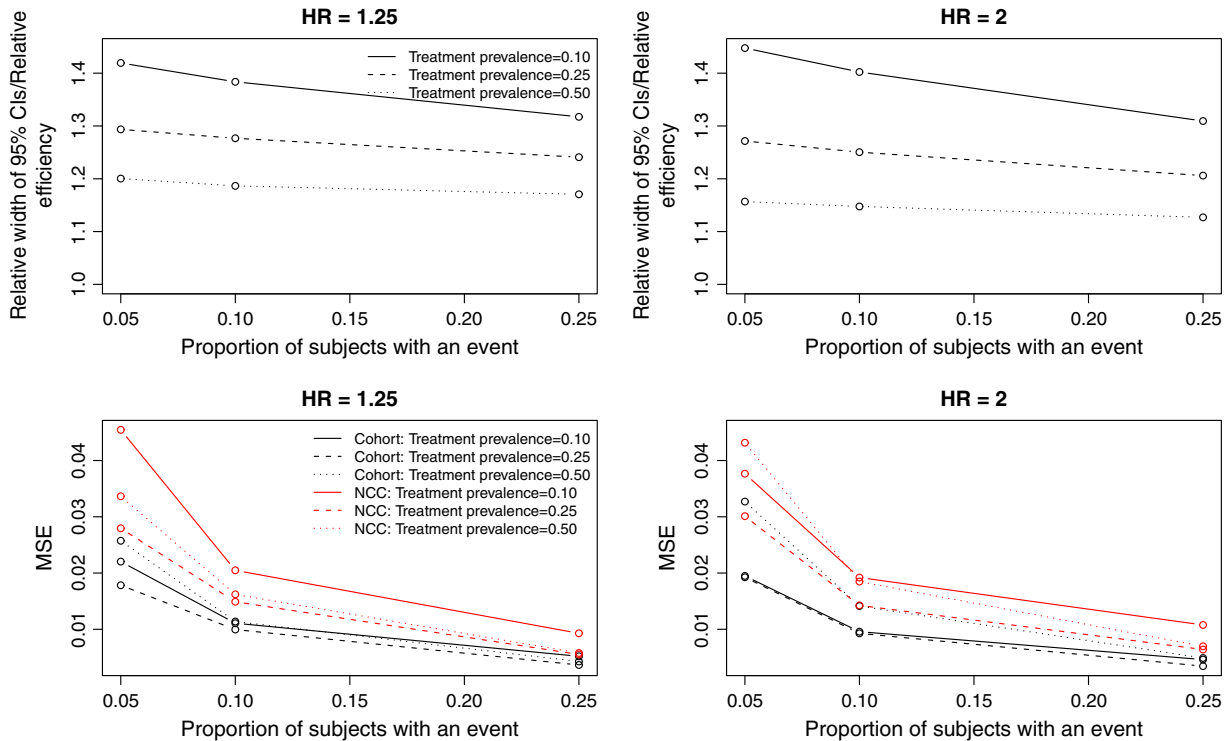 HR = 1.25
Relative width of 95% CIs/Relative
efficiency
1.0
1.1
1.2
1.3
1.4
Treatment prevalence=0.10
Treatment prevalence=0.25
Treatment prevalence=0.50
0.05
0.10
0.15
0.20
0.25
Proportion of subjects with an event
HR = 2
Relative width of 95% CIs/Relative
efficiency
1.0
1.1
1.2
1.3
1.4
0.05
0.10
0.15
0.20
0.25
Proportion of subjects with an event
HR = 1.25
MSE
0.01
0.02
0.03
0.04
Cohort: Treatment prevalence=0.10
Cohort: Treatment prevalence=0.25
Cohort: Treatment prevalence=0.50
NCC: Treatment prevalence=0.10
NCC: Treatment prevalence=0.25
NCC: Treatment prevalence=0.50
0.05
0.10
0.15
0.20
0.25
Proportion of subjects with an event
HR = 2
MSE
0.01
0.02
0.03
0.04
0.05
0.10
0.15
0.20
0.25
Proportion of subjects with an event